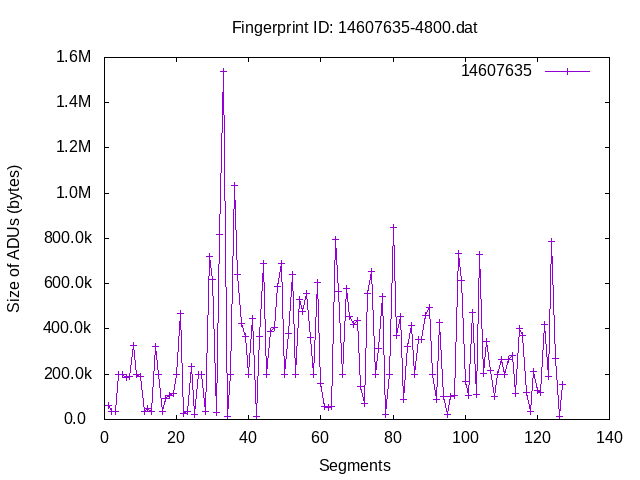 Fingerprint ID: 14607635-4800.dat
14607635
1.6M
1.4M
1.2M
1.0M
800.0k
600.0k
400.0k
200.0k
0.0
Size of ADUs (bytes)
0 20 40 60 80 100 120 140
Segments